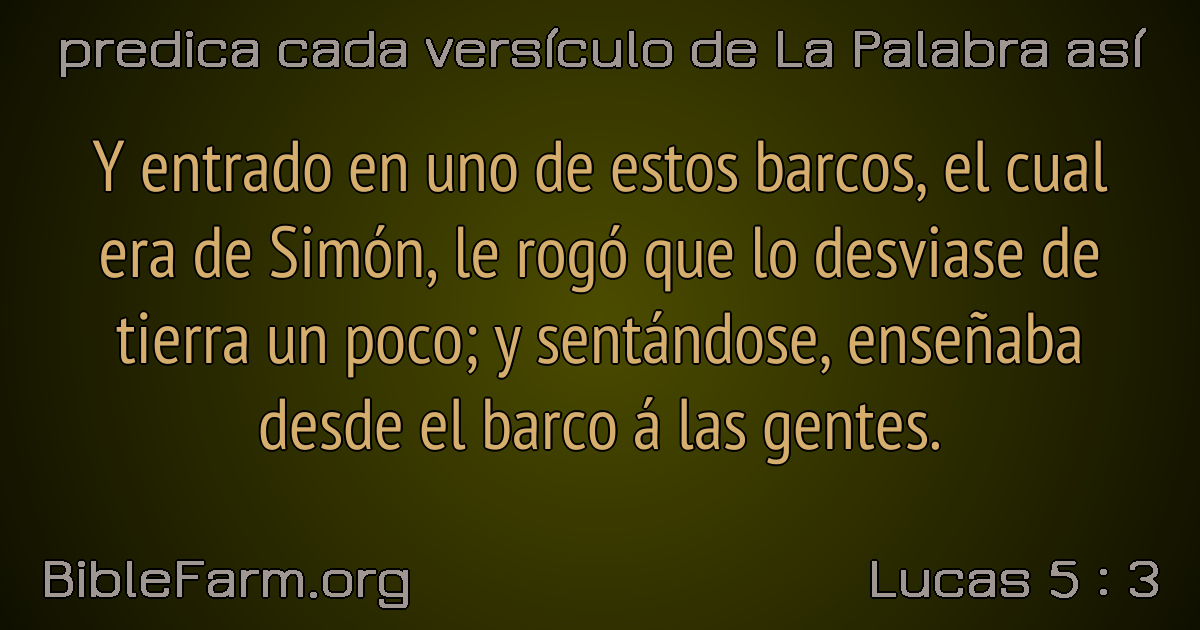 predica cada versículo de La Palabra así
Y entrado en uno de estos barcos, el cual
era de Simón, le rogó que lo desviase de
tierra un poco; y sentándose, enseñaba
desde el barco á las gentes.
BibleFarm.org
Lucas 5 : 3